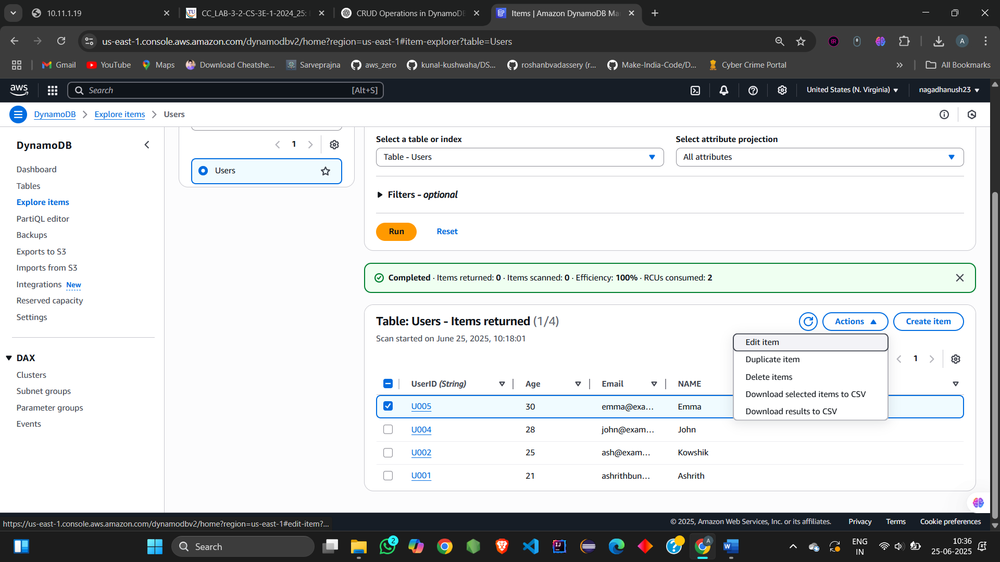 10.11.1.19
CC_LAB-3-2-CS-3E-1-2024_25:
CRUD Operations in DynamoDB
Items | Amazon DynamoDB Ma
us-east-1.console.aws.amazon.com/dynamodbv2/home?region=us-east-1#item-explorer?table=Users
A
Gmail
YouTube
Maps
Download Cheatshe...
Sarveprajna
aws_zero
kunal-kushwaha/DS...
roshanbvadassery (r...
Make-India-Code/D...
Cyber Crime Portal
All Bookmarks
aws
Search
[Alt+S]
United States (N. Virginia)
nagadhanush23
DynamoDB
Explore items
Users
DynamoDB
Dashboard
Tables
Explore items
PartiQL editor
Backups
Exports to S3
Imports from S3
Integrations New
Reserved capacity
Settings
DAX
Clusters
Subnet groups
Parameter groups
Events
1
Users
Select a table or index
Table - Users
Select attribute projection
All attributes
Filters - optional
Run
Reset
Completed · Items returned: 0 · Items scanned: 0 · Efficiency: 100% · RCUs consumed: 2
Table: Users - Items returned (1/4)
Scan started on June 25, 2025, 10:18:01
Actions
Create item
Edit item
Duplicate item
Delete items
Download selected items to CSV
Download results to CSV
1
UserID (String) Age Email NAME
U005 30 emma@exa... Emma
U004 28 john@exam... John
U002 25 ash@exam... Kowshik
U001 21 ashrithbun... Ashrith
https://us-east-1.console.aws.amazon.com/dynamodbv2/home?region=us-east-1#edit-item?...
© 2025, Amazon Web Services, Inc. or its affiliates.
Privacy
Terms
Cookie preferences
Search
2
ENG
IN
10:36
25-06-2025